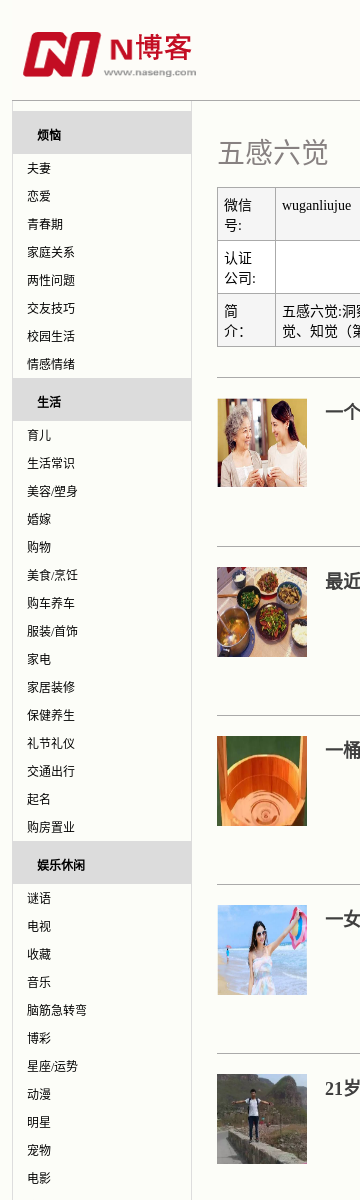 N博客
www.naseng.com
烦恼
夫妻
恋爱
青春期
家庭关系
两性问题
交友技巧
校园生活
情感情绪
生活
育儿
生活常识
美容/塑身
婚嫁
购物
美食/烹饪
购车养车
服装/首饰
家电
家居装修
保健养生
礼节礼仪
交通出行
起名
购房置业
娱乐休闲
谜语
电视
收藏
音乐
脑筋急转弯
博彩
星座/运势
动漫
明星
宠物
电影
五感六觉
微信号:
wuganliujue
认证公司:
简介：
五感六觉:洞察
觉、知觉（第
一个
最近
一桶
一女
21岁